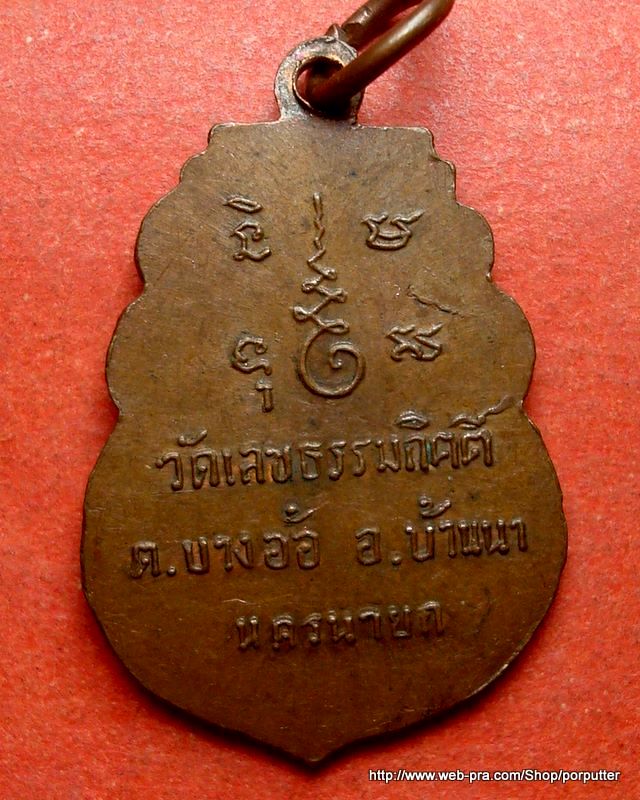 วัดเลขธรรมกิตติ์
ต.บางอ้อ อ.บ้านนา
นครนายก
http://www.web-pra.com/Shop/porputter